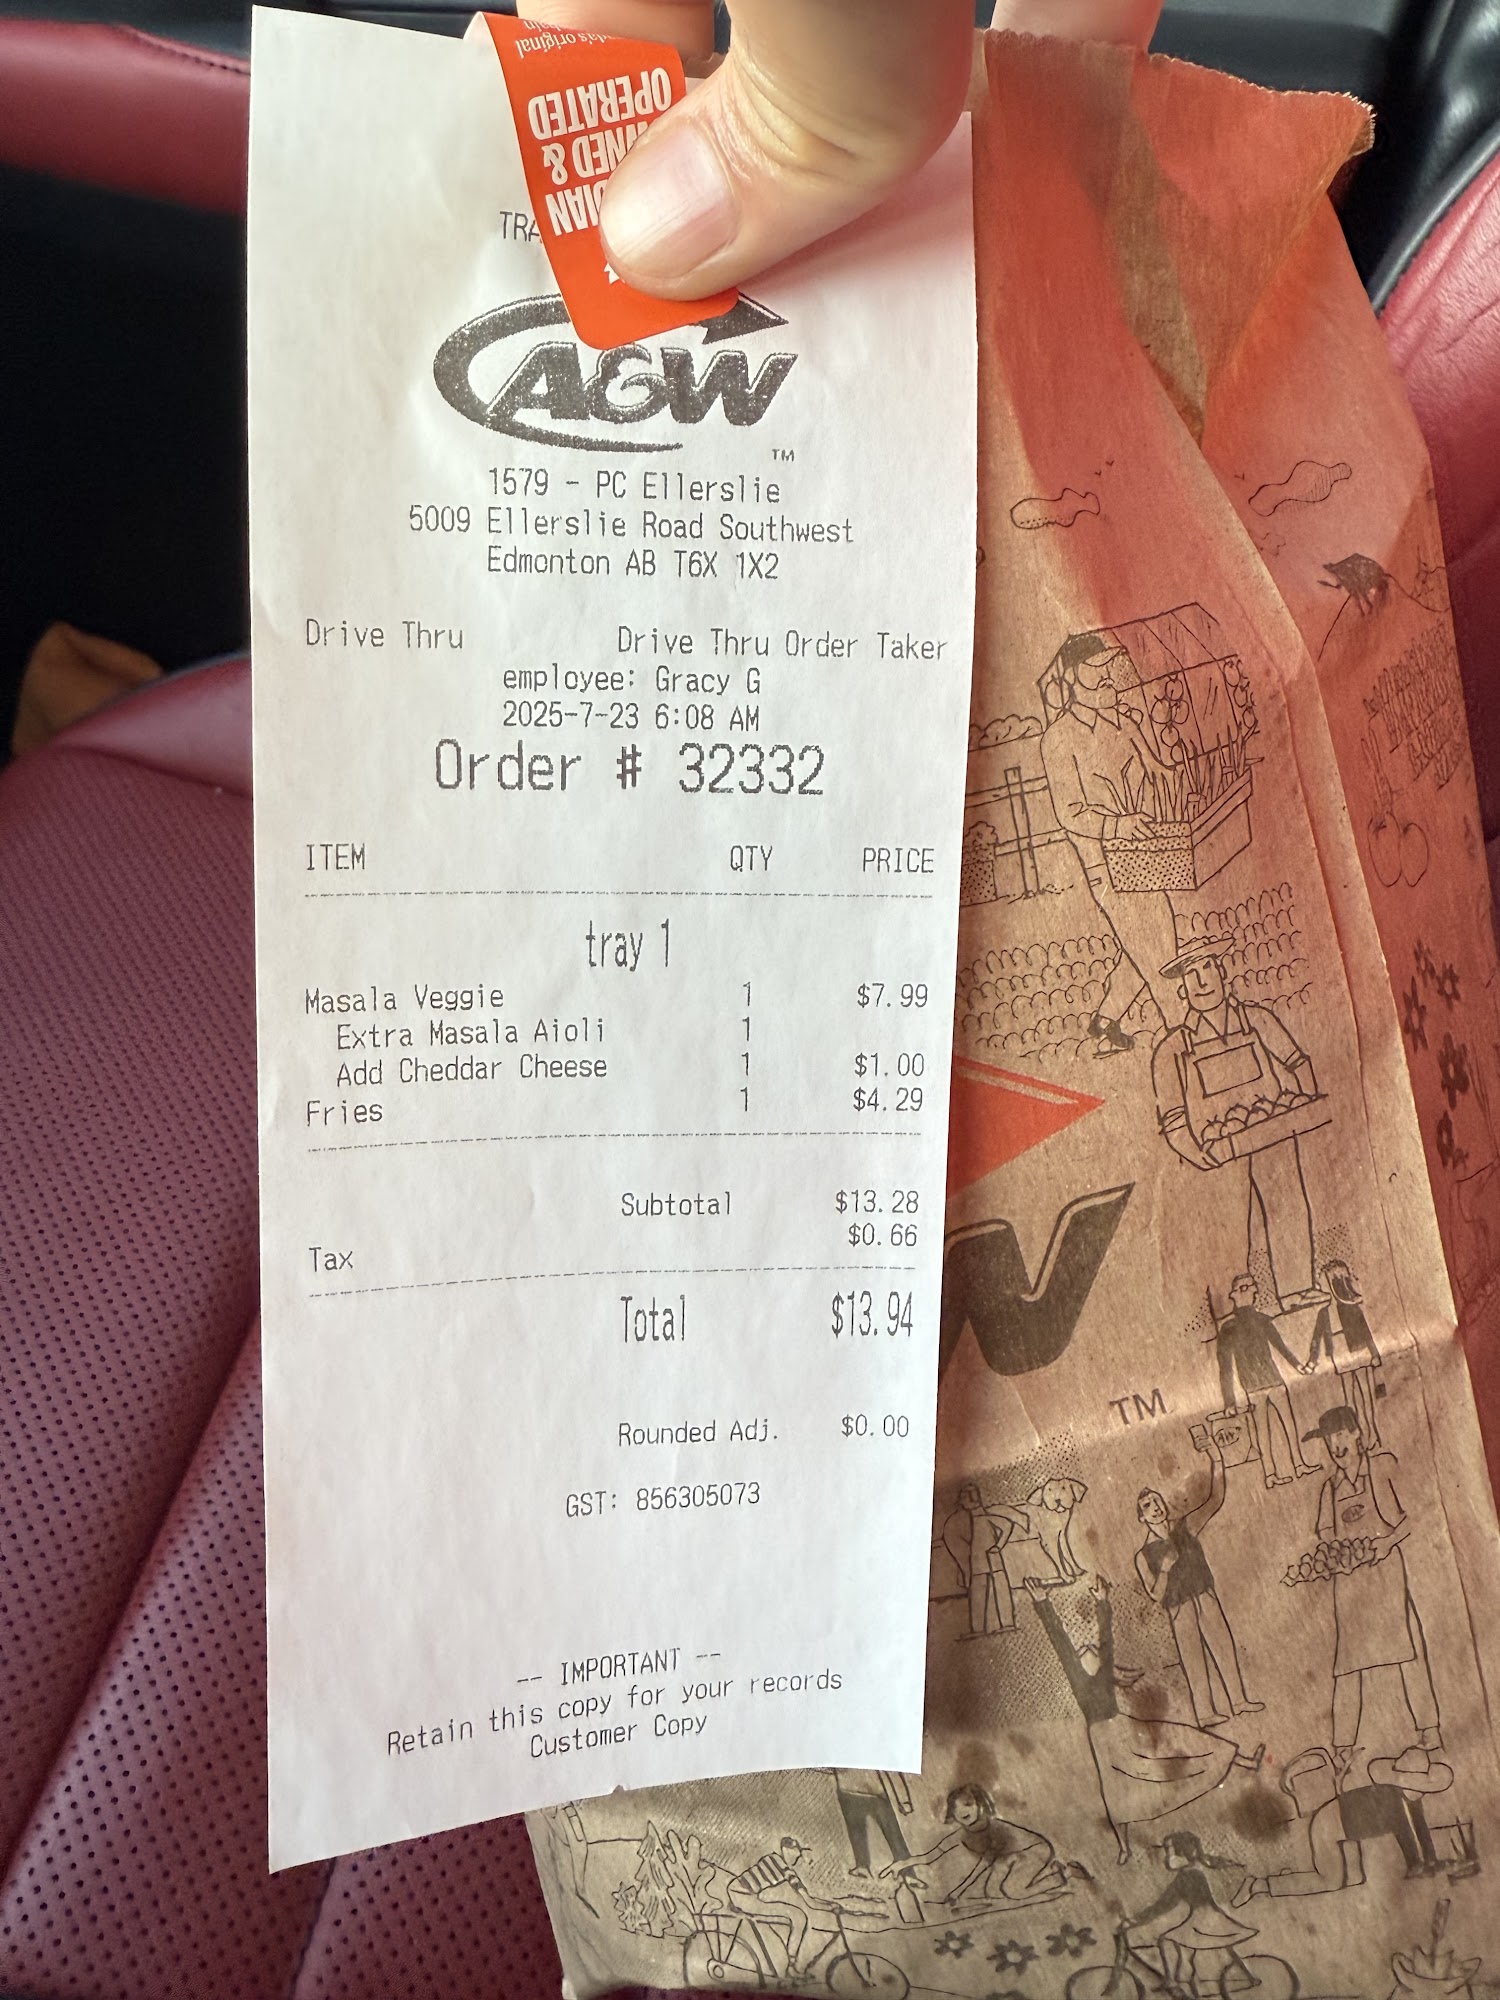 OPERATED
TRA
A&W
TM
1579 - PC Ellerslie
5009 Ellerslie Road Southwest
Edmonton AB T6X 1X2
Drive Thru Drive Thru Order Taker
employee: Gracy G
2025-7-23 6:08 AM
Order # 32332
ITEM QTY PRICE
tray 1
Masala Veggie 1 $7.99
Extra Masala Aioli 1
Add Cheddar Cheese 1 $1.00
Fries 1 $4.29
Subtotal $13.28
$0.66
Tax
Total $13.94
Rounded Adj. $0.00
GST: 856305073
-- IMPORTANT --
Retain this copy for your records
Customer Copy
TM